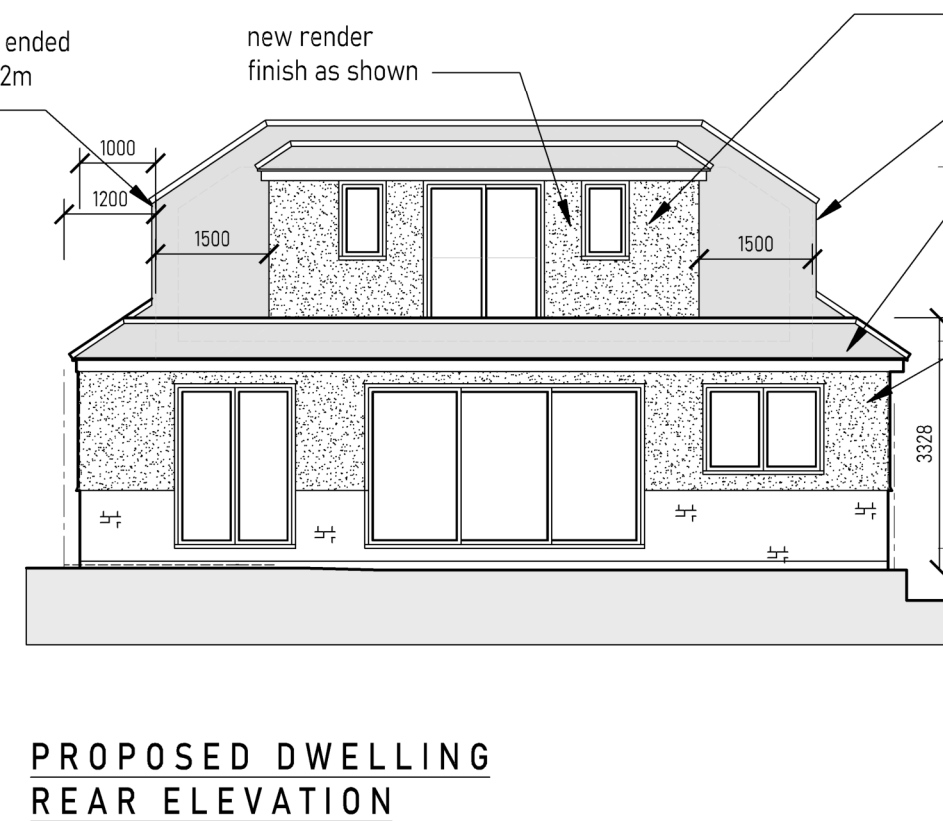 ended
2m
new render
finish as shown
1000
1200
1500
1500
3328
PROPOSED DWELLING
REAR ELEVATION